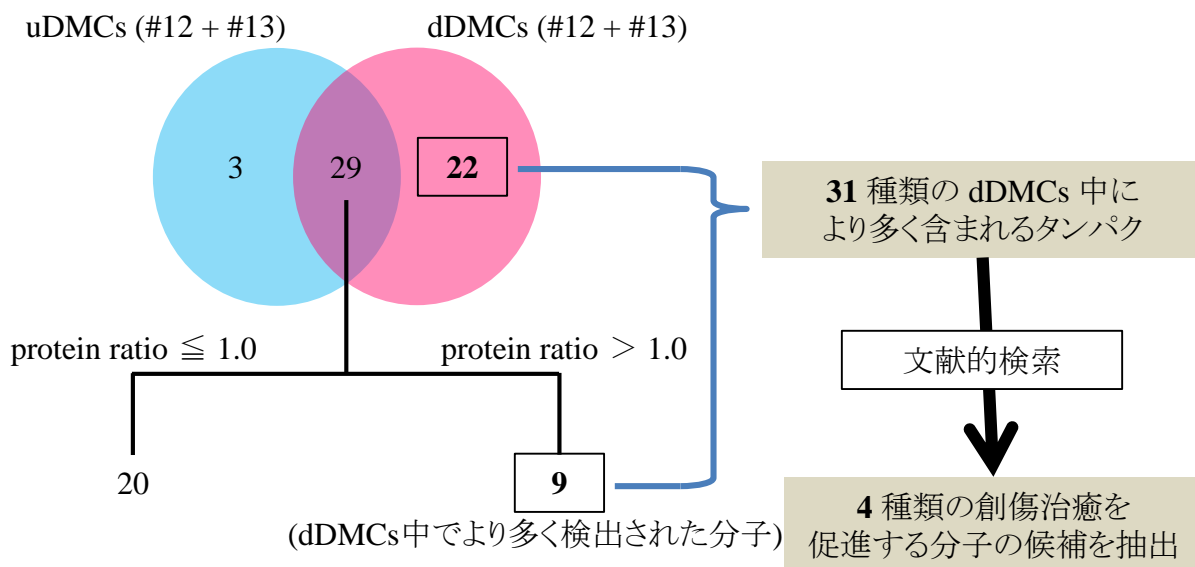 uDMCs (#12 + #13)
dDMCs (#12 + #13)
3
29
22
31 種類の dDMCs 中に
より多く含まれるタンパク
protein ratio ≦ 1.0
protein ratio ＞ 1.0
文献的検索
20
9
(dDMCs中でより多く検出された分子)
4 種類の創傷治癒を
促進する分子の候補を抽出